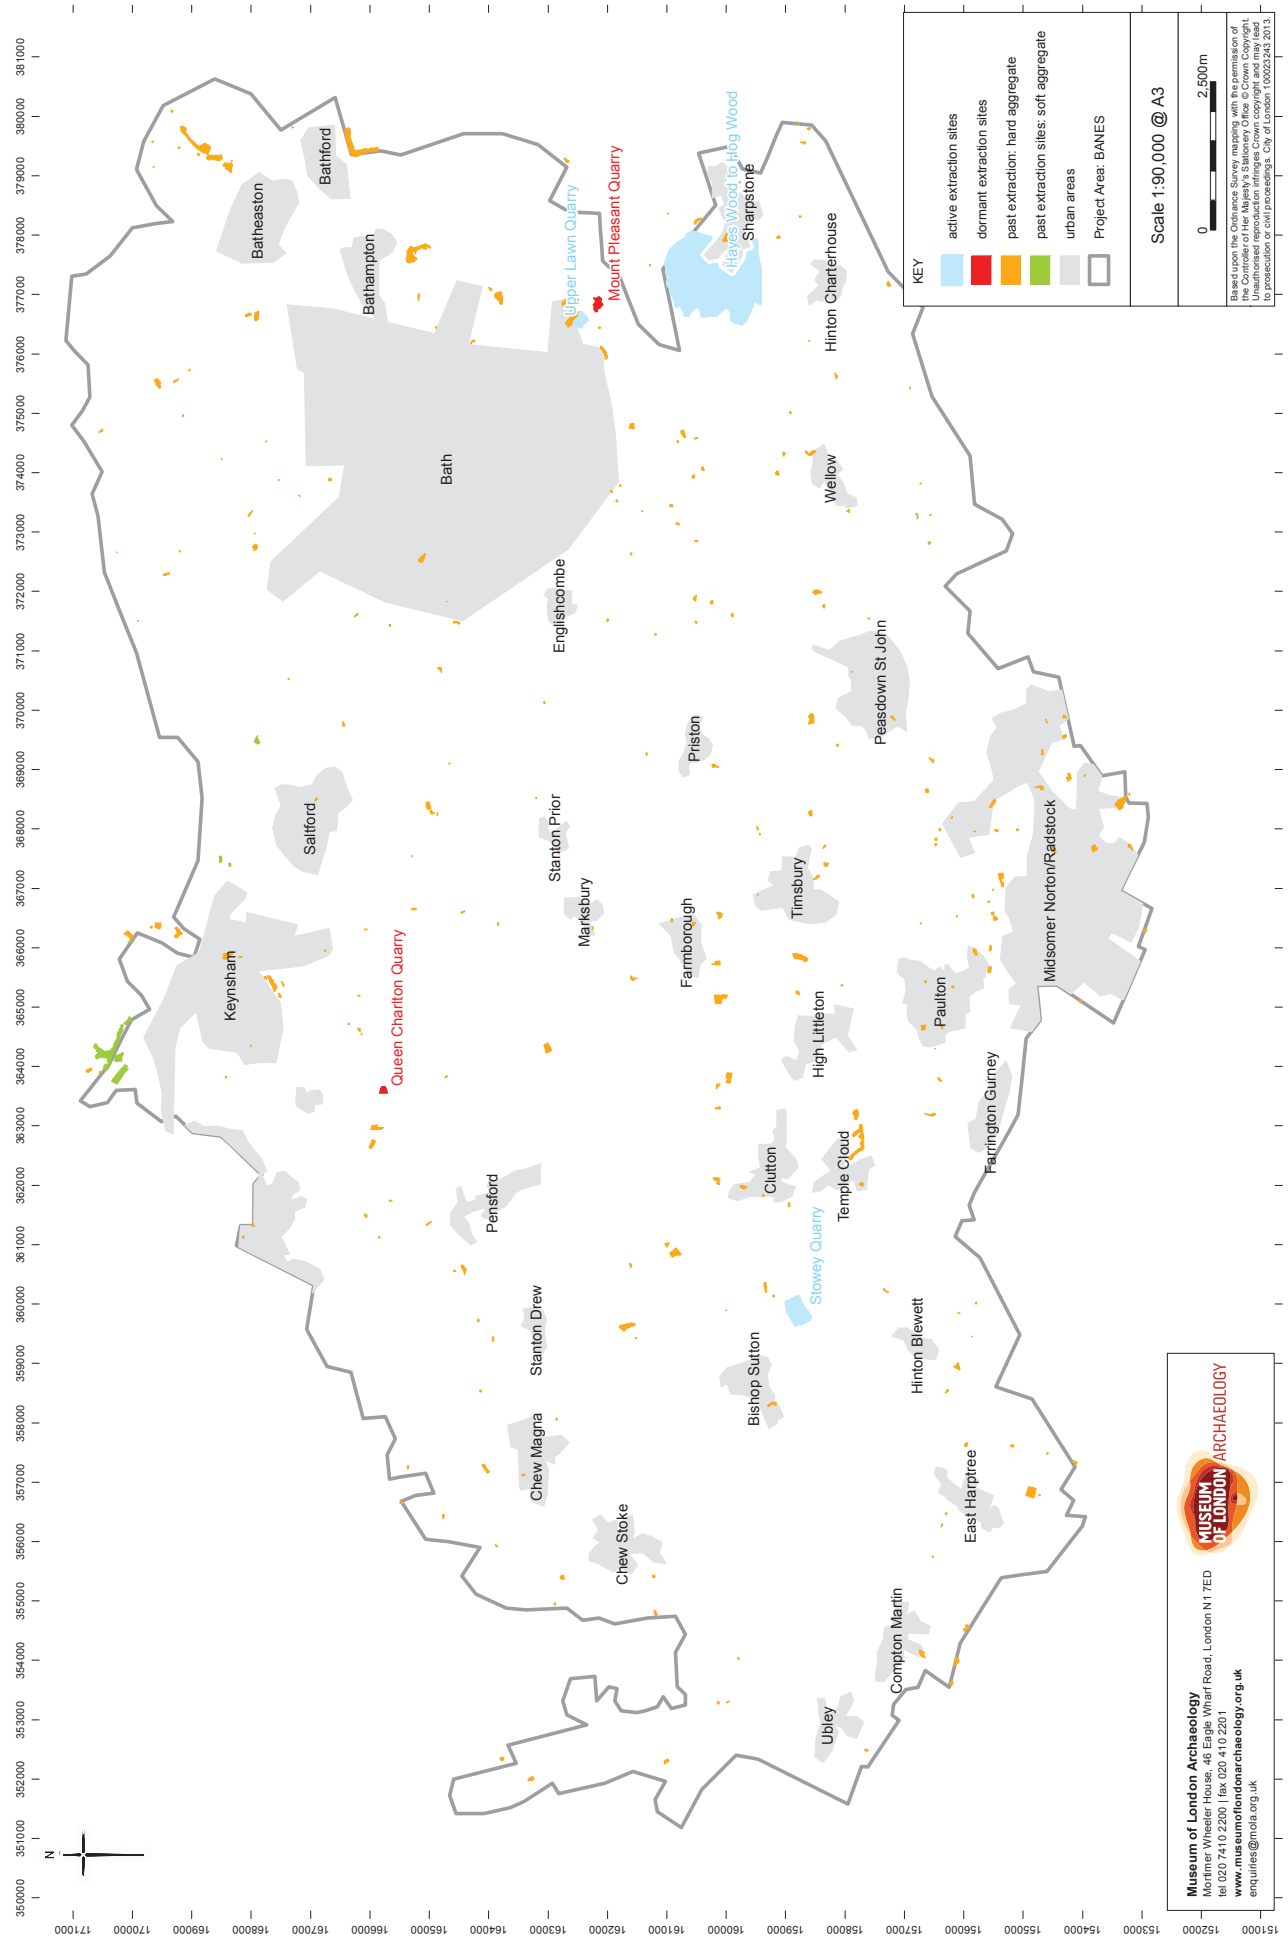 N
350000
351000
352000
353000
354000
355000
356000
357000
358000
359000
360000
361000
362000
363000
364000
365000
366000
367000
368000
369000
370000
371000
372000
373000
374000
375000
376000
377000
378000
379000
380000
381000
171000
170000
169000
168000
167000
166000
165000
164000
163000
162000
161000
160000
159000
158000
157000
156000
155000
154000
153000
152000
151000
Batheaston
Bathford
Bathampton
Bath
Upper Lawn Quarry
Mount Pleasant Quarry
Hayes Wood to Hog Wood
Sharpstone
Hinton Charterhouse
Wellow
Englishcombe
Peasdown St John
Priston
Saltford
Stanton Prior
Marksbury
Keynsham
Queen Charlton Quarry
Farmborough
Timsbury
Midsomer Norton/Radstock
Paulton
High Littleton
Farrington Gurney
Clutton
Temple Cloud
Pensford
Stowey Quarry
Stanton Drew
Bishop Sutton
Hinton Blewett
Chew Magna
Chew Stoke
East Harptree
Compton Martin
Ubley
KEY
active extraction sites
dormant extraction sites
past extraction: hard aggregate
past extraction sites: soft aggregate
urban areas
Project Area: BANES
Scale 1:90,000 @ A3
0 2,500m
Based upon the Ordnance Survey mapping with the permission of
the Controller of Her Majesty's Stationery Office © Crown Copyright.
Unauthorised reproduction infringes Crown copyright and may lead
to prosecution or civil proceedings. City of London 100023243 2013.
Museum of London Archaeology
Mortimer Wheeler House, 46 Eagle Wharf Road, London N1 7ED
tel 020 7410 2200 | fax 020 410 2201
www.museumoflondonarchaeology.org.uk
enquiries@mola.org.uk
MUSEUM
OF LONDON ARCHAEOLOGY